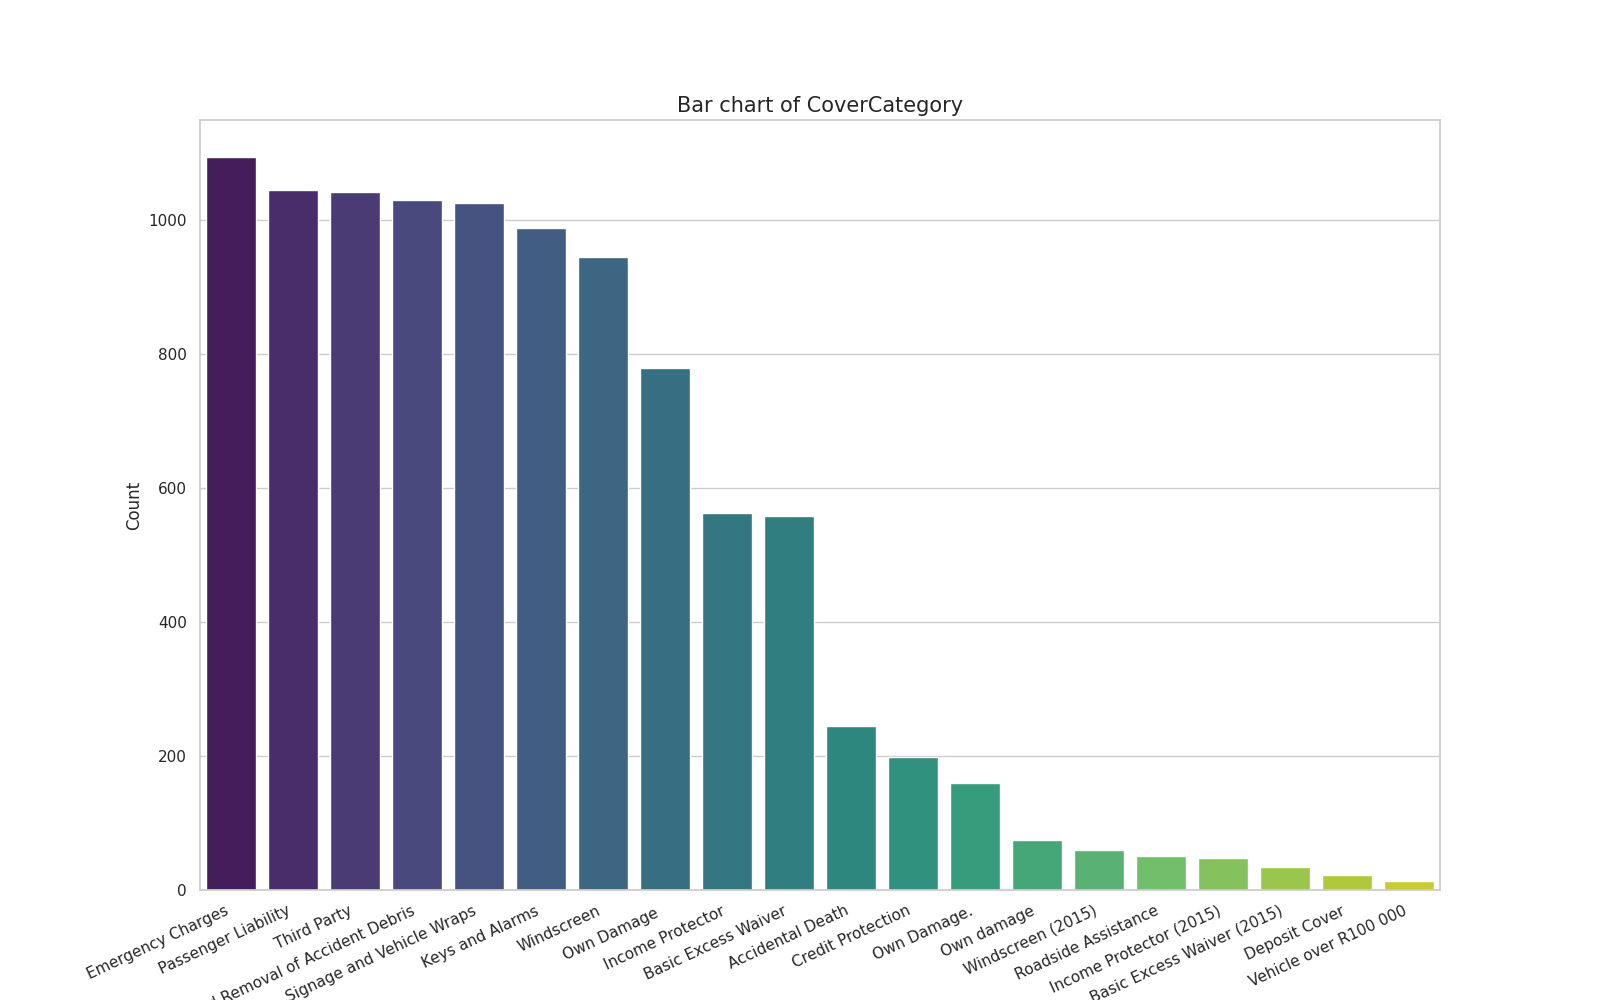 Bar chart of CoverCategory
Count
1000
800
600
400
200
0
Emergency Charges
Passenger Liability
Third Party
Removal of Accident Debris
Signage and Vehicle Wraps
Keys and Alarms
Windscreen
Own Damage
Income Protector
Basic Excess Waiver
Accidental Death
Credit Protection
Own Damage.
Own damage
Windscreen (2015)
Roadside Assistance
Income Protector (2015)
Basic Excess Waiver (2015)
Deposit Cover
Vehicle over R100 000